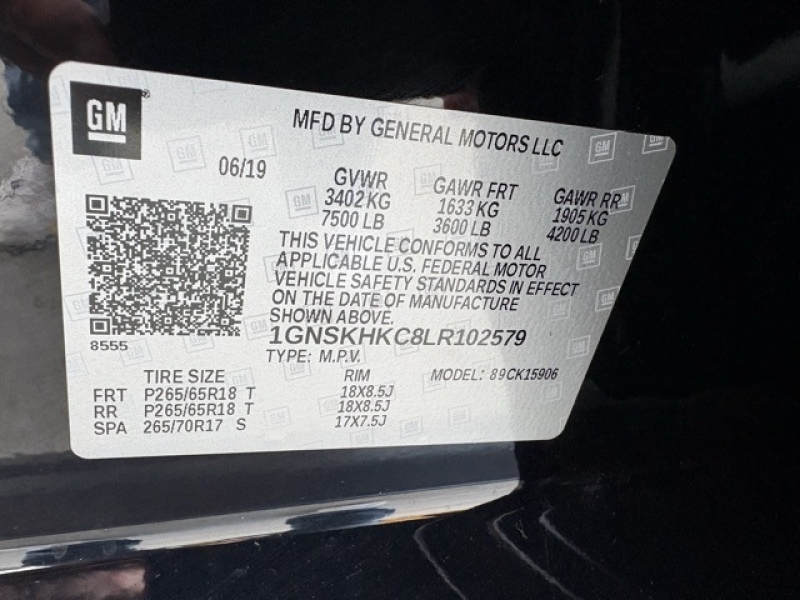 GM
MFD BY GENERAL MOTORS LLC
06/19
GVWR GAWR FRT GAWR RR
3402 KG 1633 KG 1905 KG
7500 LB 3600 LB 4200 LB
THIS VEHICLE CONFORMS TO ALL
APPLICABLE U.S. FEDERAL MOTOR
VEHICLE SAFETY STANDARDS IN EFFECT
ON THE DATE OF MANUFACTURE
SHOWN ABOVE.
8555
1GNSKHKC8LR102579
TYPE: M.P.V.
MODEL: 89CK15906
TIRE SIZE RIM
FRT P265/65R18 T 18X8.5J
RR P265/65R18 T 18X8.5J
SPA 265/70R17 S 17X7.5J